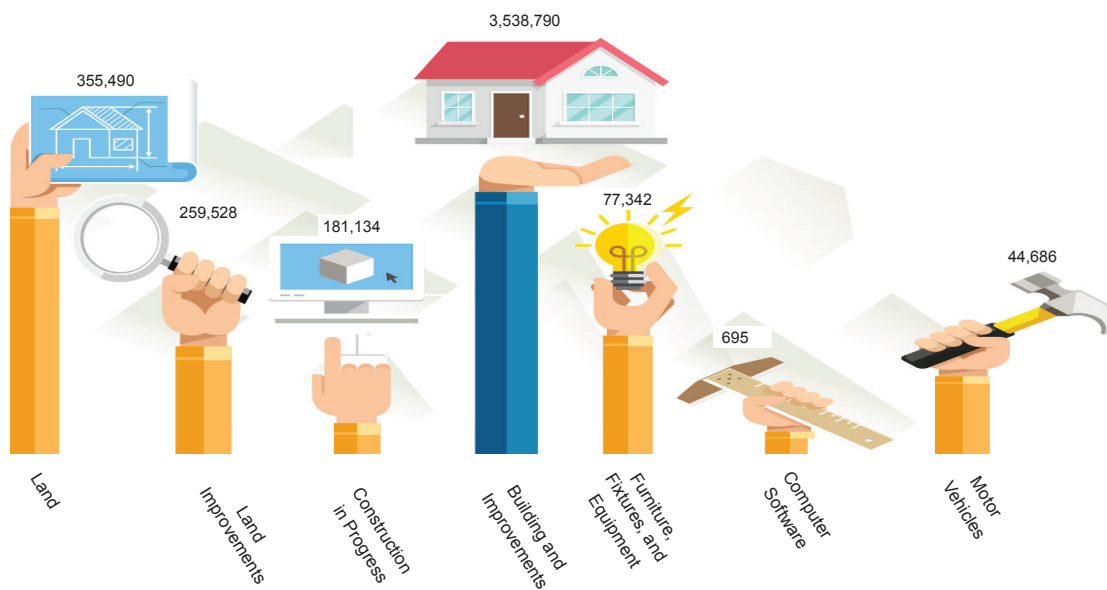 3,538,790
355,490
259,528
181,134
77,342
695
44,686
Land
Land
Improvements
Construction
in Progress
Building and
Improvements
Furniture,
Fixtures, and
Equipment
Computer
Software
Motor
Vehicles